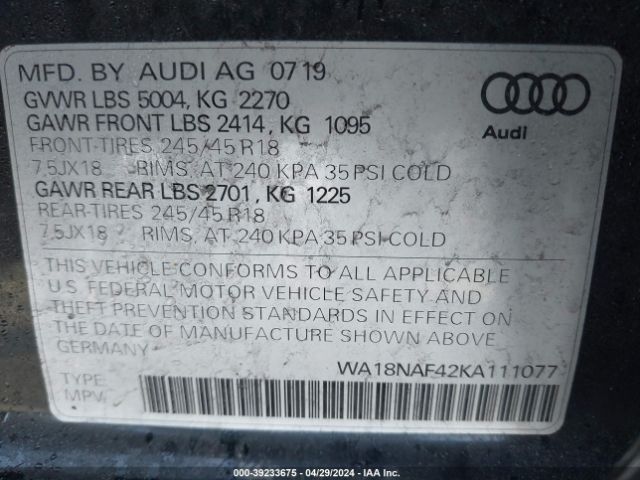 MFD. BY AUDI AG 07 19
GVWR LBS 5004, KG 2270
GAWR FRONT LBS 2414, KG 1095
FRONT-TIRES 245/45 R18
7,5JX18 RIMS, AT 240 KPA 35 PSI COLD
GAWR REAR LBS 2701, KG 1225
REAR-TIRES 245/45 R18
7,5JX18 RIMS, AT 240 KPA 35 PSI-COLD
Audi
THIS VEHICLE CONFORMS TO ALL APPLICABLE
U.S. FEDERAL MOTOR VEHICLE SAFETY AND
THEFT PREVENTION STANDARDS IN EFFECT ON
THE DATE OF MANUFACTURE SHOWN ABOVE
GERMANY
WA18NAF42KA111077
TYPE:
MPV
000-39233675 - 04/29/2024 - IAA Inc.